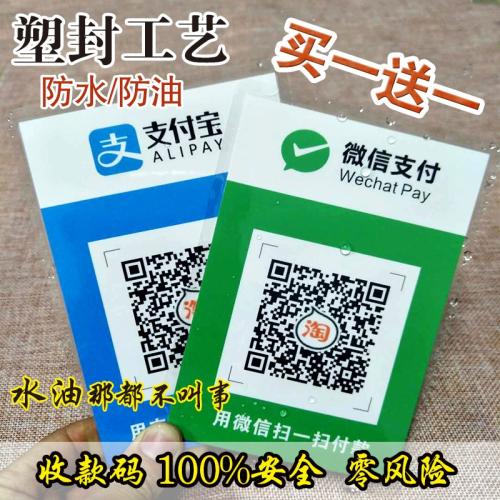 塑封工艺
防水/防油
买一送一
支付宝
ALIPAY
微信支付
Wechat Pay
淘
淘
水油那都不叫事
用微信扫一扫付款
收款码 100%安全 零风险